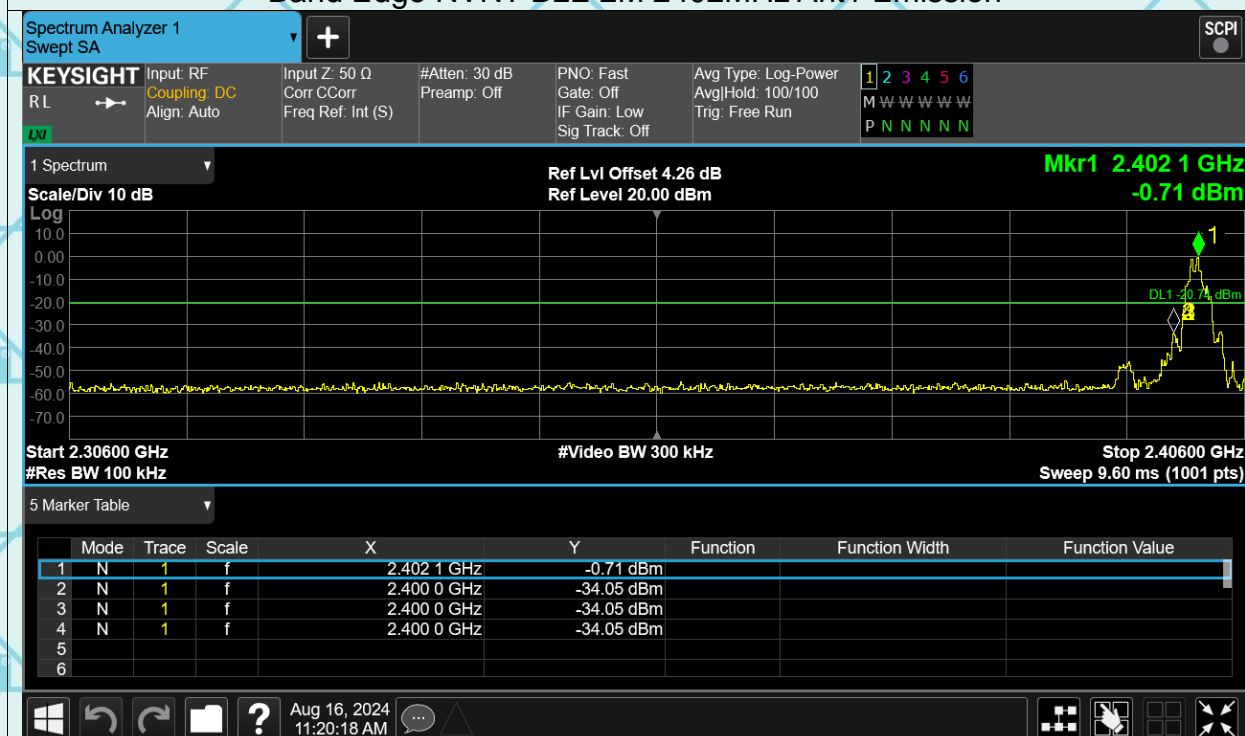 Band Edge NVNT BLE 2M 2402MHz Ant1 Emission
Spectrum Analyzer 1
Swept SA
+
SCPI
KEYSIGHT
RL
LXI
Input: RF
Coupling: DC
Align: Auto
Input Z: 50 Ω
Corr CCorr
Freq Ref: Int (S)
#Atten: 30 dB
Preamp: Off
PNO: Fast
Gate: Off
IF Gain: Low
Sig Track: Off
Avg Type: Log-Power
Avg|Hold: 100/100
Trig: Free Run
1 2 3 4 5 6
M W W W W W
P N N N N N
1 Spectrum
Scale/Div 10 dB
Ref Lvl Offset 4.26 dB
Ref Level 20.00 dBm
Mkr1 2.402 1 GHz
-0.71 dBm
Log
10.0
0.00
-10.0
-20.0
-30.0
-40.0
-50.0
-60.0
-70.0
1
DL1 -20.74 dBm
Start 2.30600 GHz
#Res BW 100 kHz
#Video BW 300 kHz
Stop 2.40600 GHz
Sweep 9.60 ms (1001 pts)
5 Marker Table
Mode Trace Scale X Y Function Function Width Function Value
1 N 1 f 2.402 1 GHz -0.71 dBm
2 N 1 f 2.400 0 GHz -34.05 dBm
3 N 1 f 2.400 0 GHz -34.05 dBm
4 N 1 f 2.400 0 GHz -34.05 dBm
5
6
?
Aug 16, 2024
11:20:18 AM